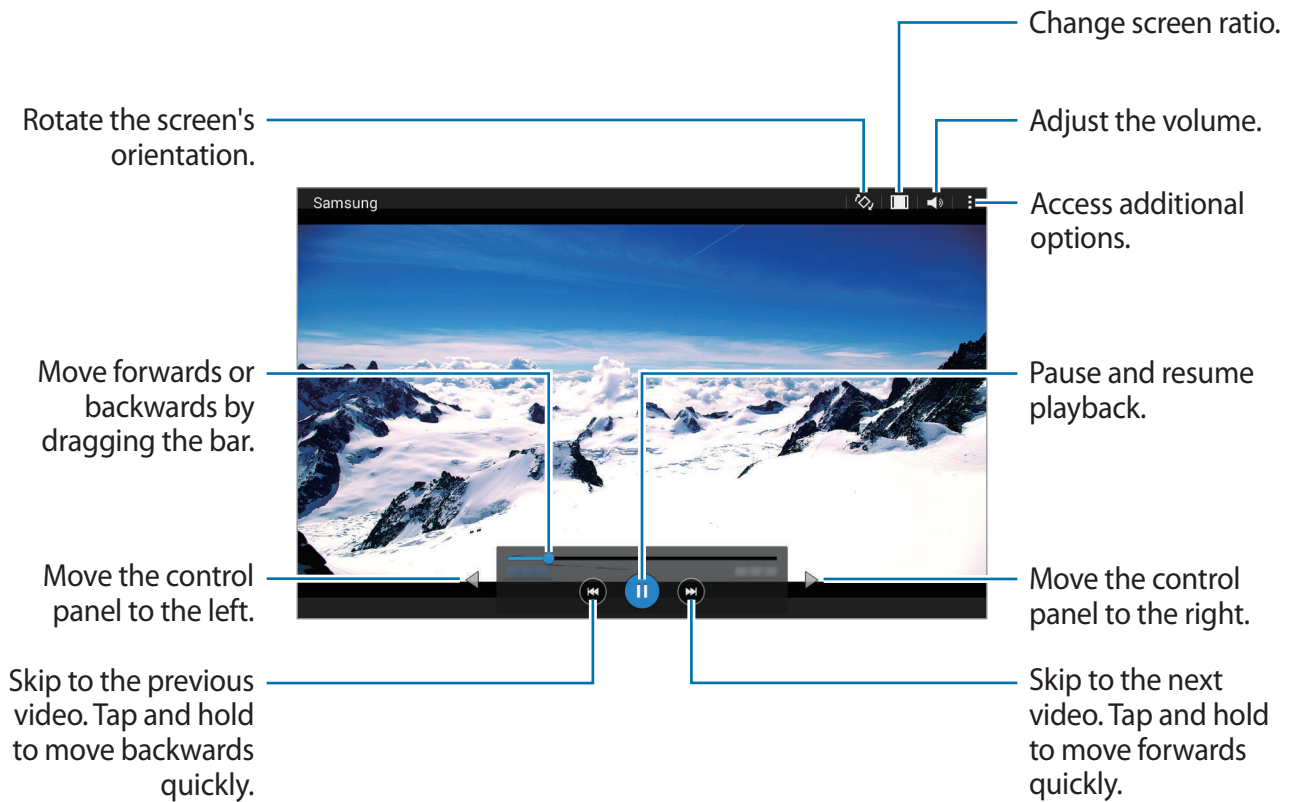 Change screen ratio.
Rotate the screen's
orientation.
Adjust the volume.
Samsung
Access additional
options.
Move forwards or
backwards by
dragging the bar.
Pause and resume
playback.
Move the control
panel to the left.
Move the control
panel to the right.
Skip to the previous
video. Tap and hold
to move backwards
quickly.
Skip to the next
video. Tap and hold
to move forwards
quickly.